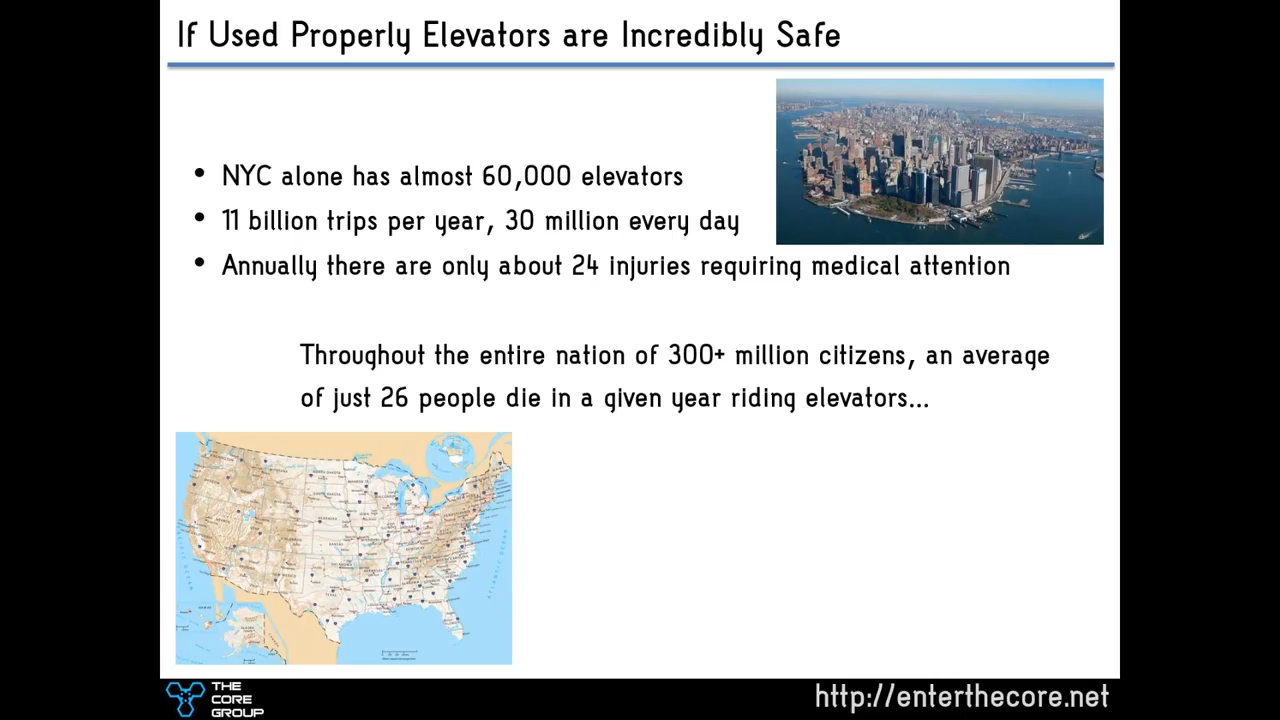 If Used Properly Elevators are Incredibly Safe
• NYC alone has almost 60,000 elevators
• 11 billion trips per year, 30 million every day
• Annually there are only about 24 injuries requiring medical attention
Throughout the entire nation of 300+ million citizens, an average
of just 26 people die in a given year riding elevators...
THE
CORE
GROUP
http://enterthecore.net